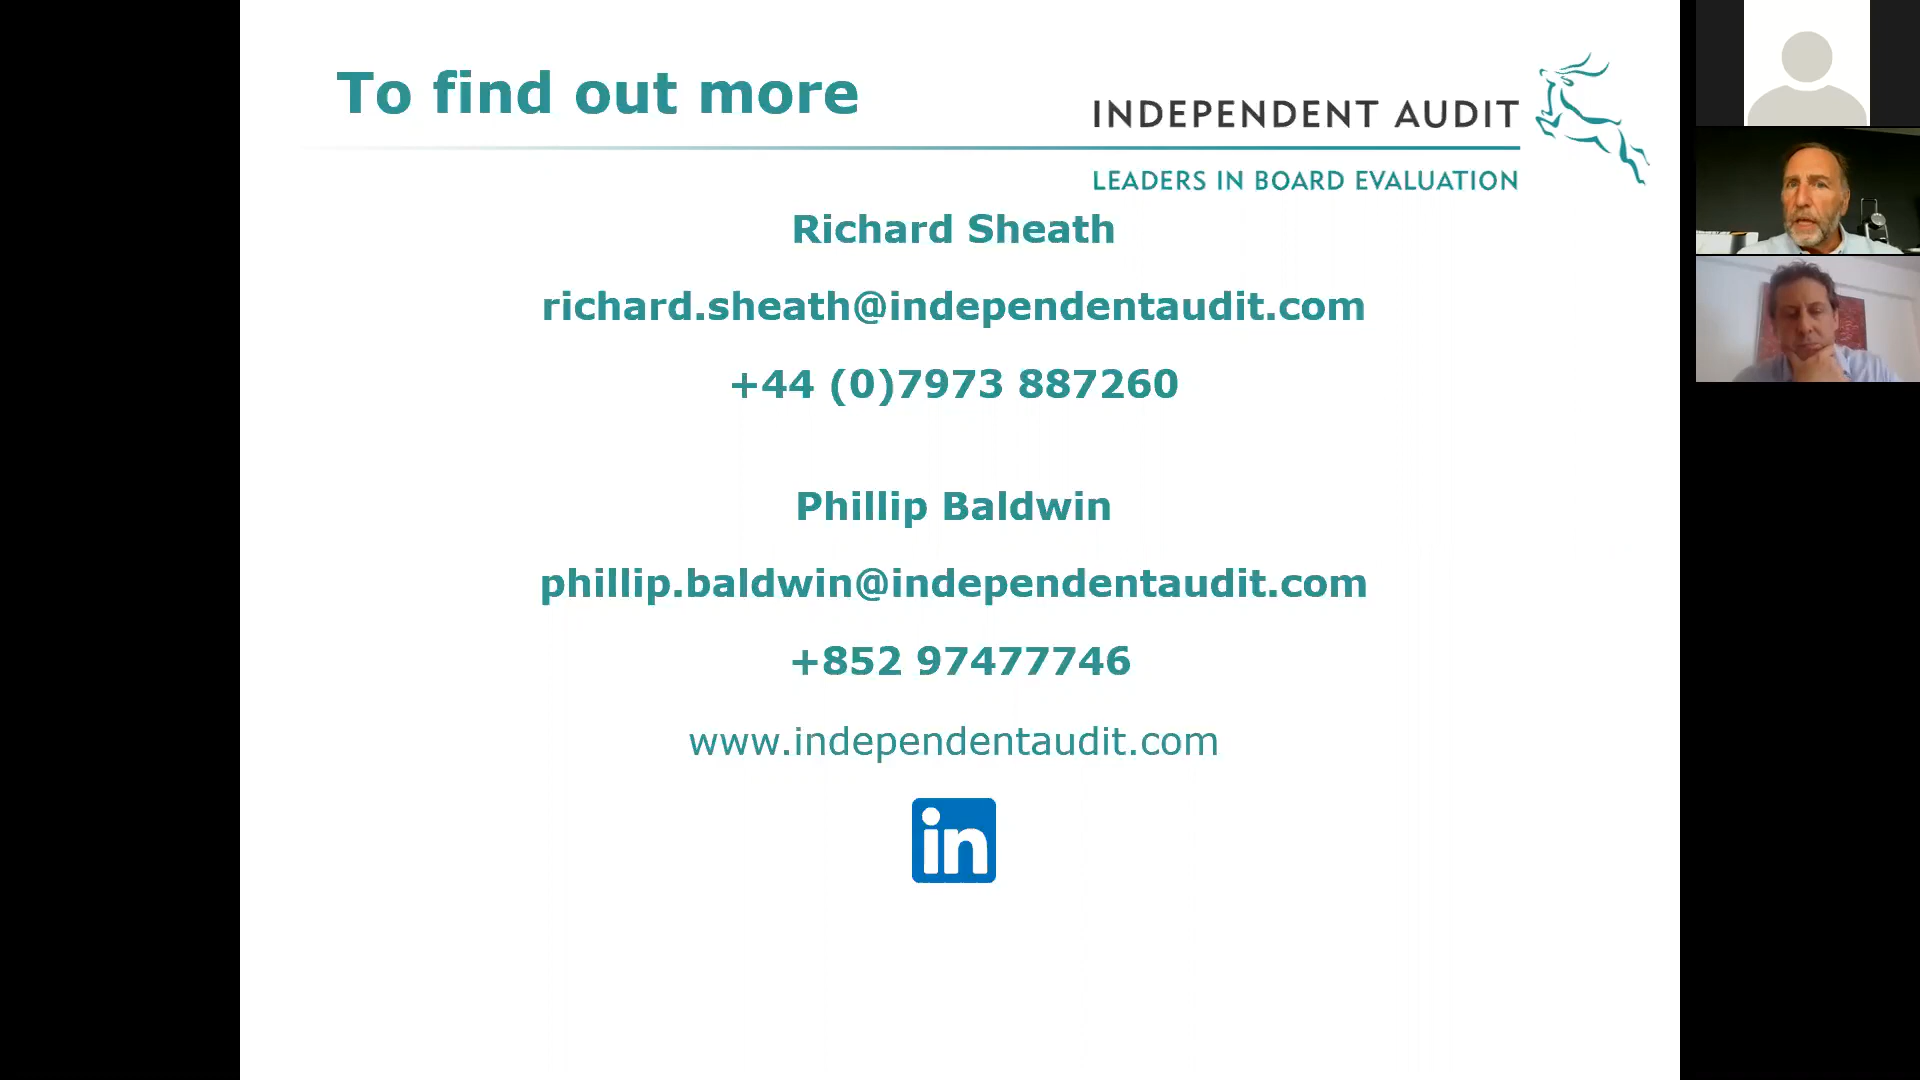 To find out more
INDEPENDENT AUDIT
LEADERS IN BOARD EVALUATION
Richard Sheath
richard.sheath@independentaudit.com
+44 (0)7973 887260
Phillip Baldwin
phillip.baldwin@independentaudit.com
+852 97477746
www.independentaudit.com
in